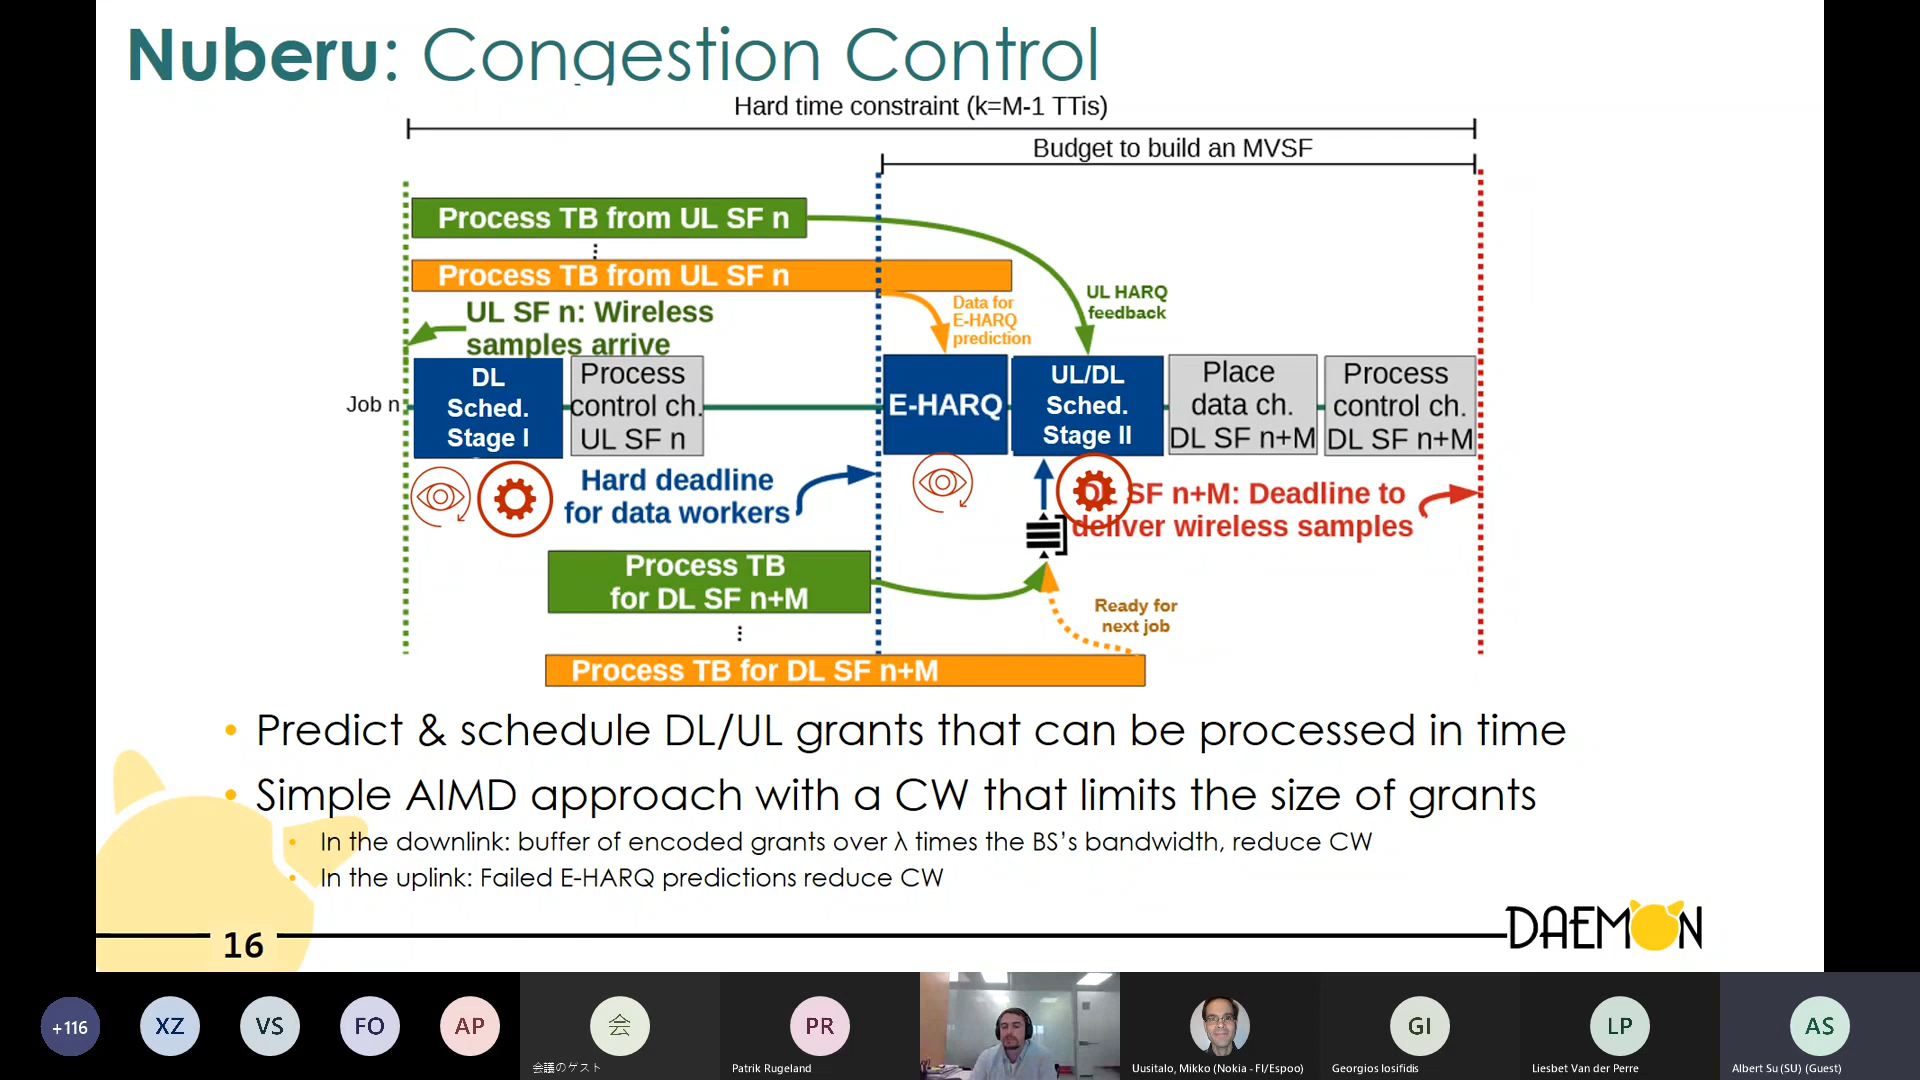 Nuberu: Congestion Control
Hard time constraint (k=M-1 TTis)
Budget to build an MVSF
Process TB from UL SF n
Process TB from UL SF n
UL SF n: Wireless
samples arrive
Data for
E-HARQ
prediction
UL HARQ
feedback
Job n
DL
Sched.
Stage I
Process
control ch.
UL SF n
E-HARQ
UL/DL
Sched.
Stage II
Place
data ch.
DL SF n+M
Process
control ch.
DL SF n+M
Hard deadline
for data workers
DL SF n+M: Deadline to
deliver wireless samples
Process TB
for DL SF n+M
Ready for
next job
Process TB for DL SF n+M
• Predict & schedule DL/UL grants that can be processed in time
• Simple AIMD approach with a CW that limits the size of grants
• In the downlink: buffer of encoded grants over λ times the BS’s bandwidth, reduce CW
• In the uplink: Failed E-HARQ predictions reduce CW
16
DAEMON
+116
XZ
VS
FO
AP
会
会議のゲスト
PR
Patrik Rugeland
Uusitalo, Mikko (Nokia - FI/Espoo)
GI
Georgios Iosifidis
LP
Liesbet Van der Perre
AS
Albert Su (SU) (Guest)